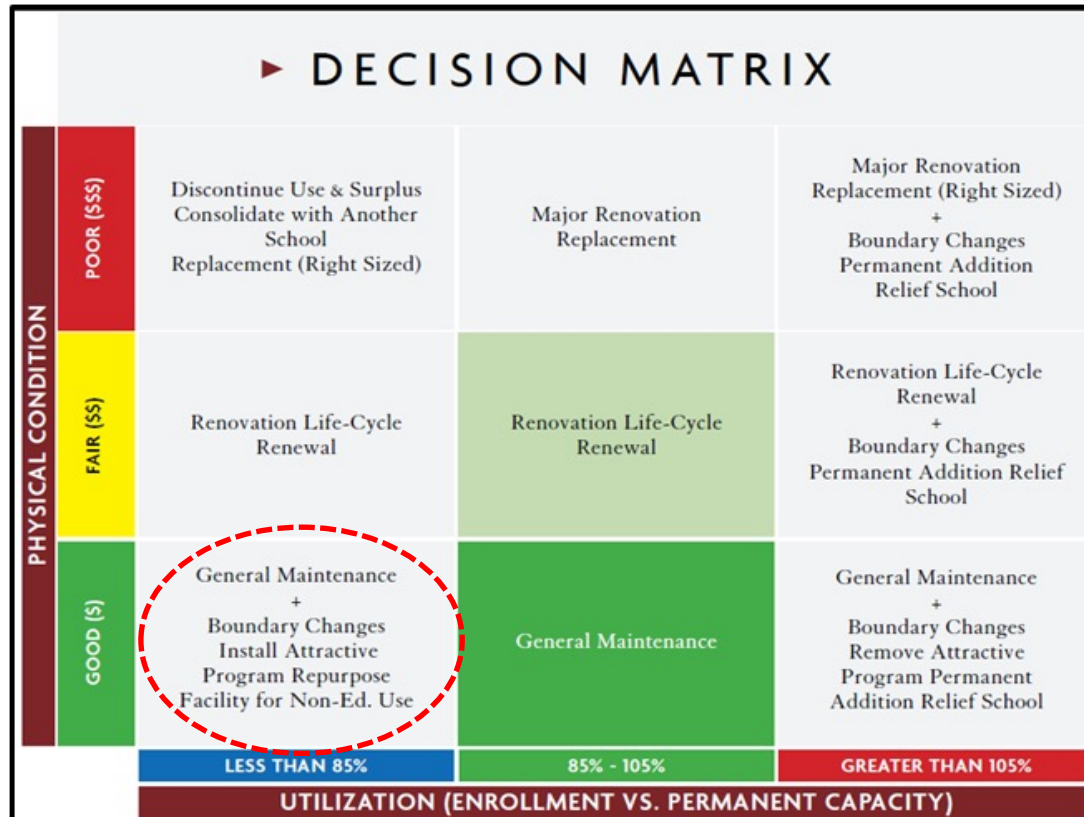 ► DECISION MATRIX
PHYSICAL CONDITION
POOR ($$$)
Discontinue Use & Surplus
Consolidate with Another
School
Replacement (Right Sized)
Major Renovation
Replacement
Major Renovation
Replacement (Right Sized)
+
Boundary Changes
Permanent Addition
Relief School
FAIR ($$)
Renovation Life-Cycle
Renewal
Renovation Life-Cycle
Renewal
Renovation Life-Cycle
Renewal
+
Boundary Changes
Permanent Addition Relief
School
GOOD ($)
General Maintenance
+
Boundary Changes
Install Attractive
Program Repurpose
Facility for Non-Ed. Use
General Maintenance
General Maintenance
+
Boundary Changes
Remove Attractive
Program Permanent
Addition Relief School
LESS THAN 85%
85% - 105%
GREATER THAN 105%
UTILIZATION (ENROLLMENT VS. PERMANENT CAPACITY)